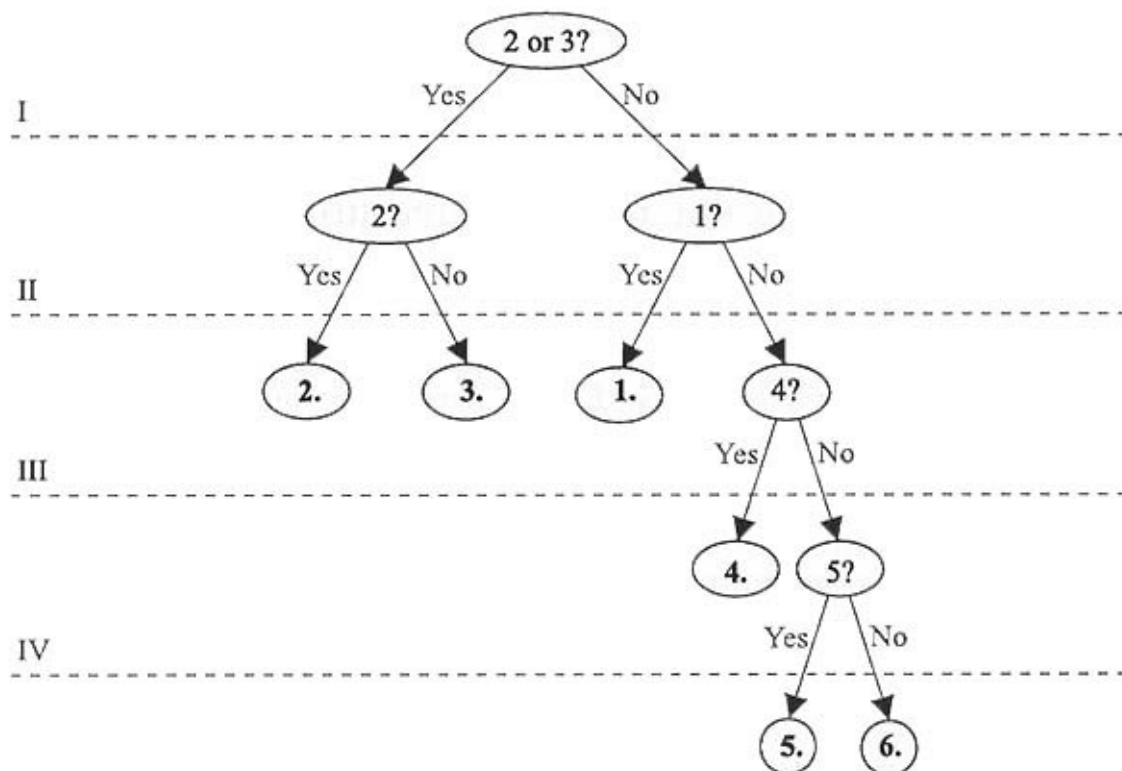 2 or 3?
Yes No
I
2? 1?
Yes No Yes No
II
2. 3. 1. 4?
Yes No
III
4. 5?
Yes No
IV
5. 6.